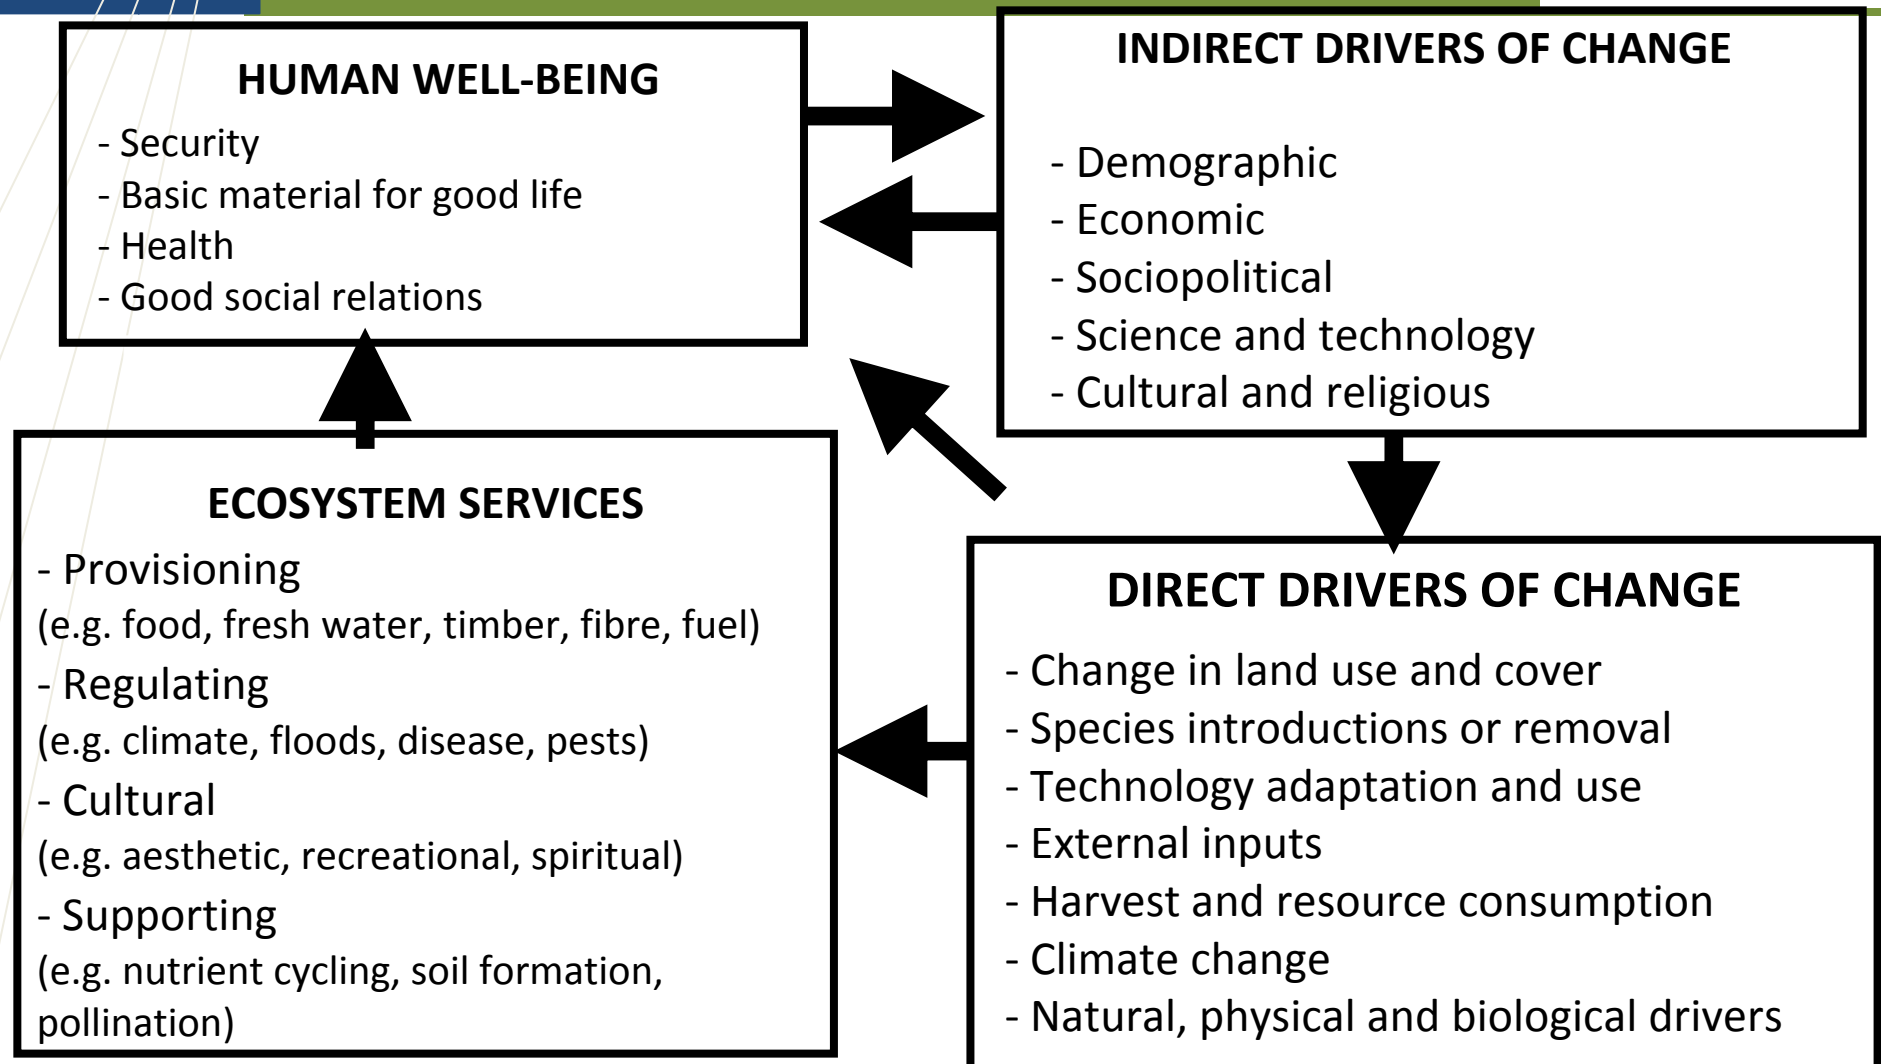 HUMAN WELL-BEING
- Security
- Basic material for good life
- Health
- Good social relations
INDIRECT DRIVERS OF CHANGE
- Demographic
- Economic
- Sociopolitical
- Science and technology
- Cultural and religious
ECOSYSTEM SERVICES
- Provisioning
(e.g. food, fresh water, timber, fibre, fuel)
- Regulating
(e.g. climate, floods, disease, pests)
- Cultural
(e.g. aesthetic, recreational, spiritual)
- Supporting
(e.g. nutrient cycling, soil formation,
pollination)
DIRECT DRIVERS OF CHANGE
- Change in land use and cover
- Species introductions or removal
- Technology adaptation and use
- External inputs
- Harvest and resource consumption
- Climate change
- Natural, physical and biological drivers